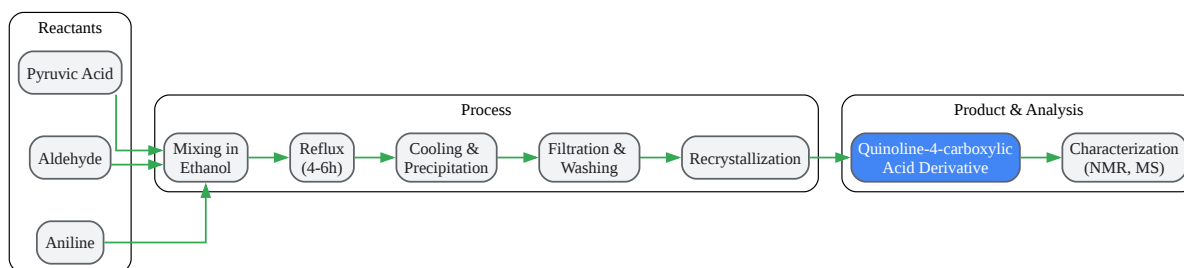 Reactants
Pyruvic Acid
Aldehyde
Aniline
Process
Mixing in
Ethanol
Reflux
(4-6h)
Cooling &
Precipitation
Filtration &
Washing
Recrystallization
Product & Analysis
Quinoline-4-carboxylic
Acid Derivative
Characterization
(NMR, MS)